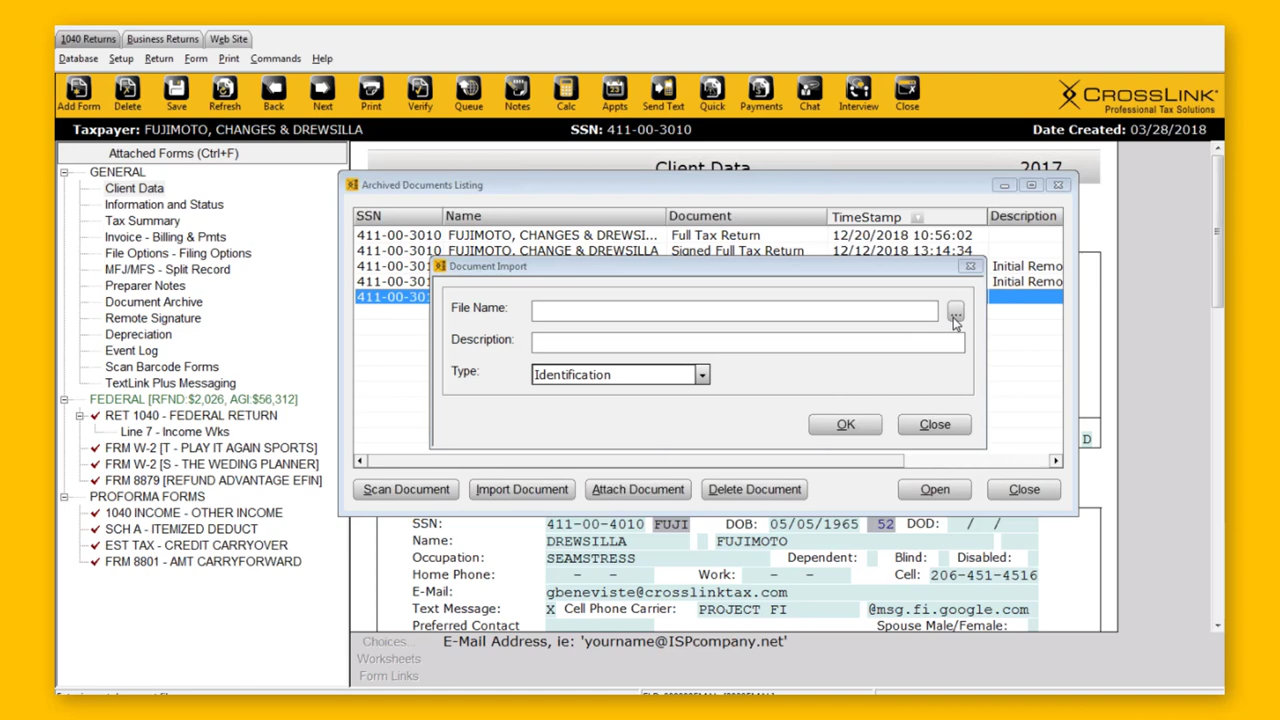 1040 Returns Business Returns Web Site
Database Setup Return Form Print Commands Help
Add Form Delete Save Refresh Back Next Print Verify Queue Notes Calc Appts Send Text Quick Payments Chat Interview Close
CROSSLINK
Professional Tax Solutions
Taxpayer: FUJIMOTO, CHANGES & DREWSILLA SSN: 411-00-3010 Date Created: 03/28/2018
Attached Forms (Ctrl+F)
GENERAL
Client Data
Information and Status
Tax Summary
Invoice - Billing & Pmts
File Options - Filing Options
MFJ/MFS - Split Record
Preparer Notes
Document Archive
Remote Signature
Depreciation
Event Log
Scan Barcode Forms
TextLink Plus Messaging
FEDERAL [RFND:$2,026, AGI:$56,312]
RET 1040 - FEDERAL RETURN
Line 7 - Income Wks
FRM W-2 [T - PLAY IT AGAIN SPORTS]
FRM W-2 [S - THE WEDING PLANNER]
FRM 8879 [REFUND ADVANTAGE EFIN]
PROFORMA FORMS
1040 INCOME - OTHER INCOME
SCH A - ITEMIZED DEDUCT
EST TAX - CREDIT CARRYOVER
FRM 8801 - AMT CARRYFORWARD
Client Data 2017
Archived Documents Listing
SSN Name Document TimeStamp Description
411-00-3010 FUJIMOTO, CHANGES & DREWSI... Full Tax Return 12/20/2018 10:56:02
411-00-3010 FUJIMOTO, CHANGE & DREWSILLA Signed Full Tax Return 12/12/2018 13:14:34
411-00-301 Initial Remo
411-00-301 Initial Remo
411-00-301
Document Import
File Name: ...
Description:
Type: Identification
OK Close
Scan Document Import Document Attach Document Delete Document Open Close
D
SSN: 411-00-4010 FUJI DOB: 05/05/1965 52 DOD: / /
Name: DREWSILLA FUJIMOTO
Occupation: SEAMSTRESS Dependent: Blind: Disabled:
Home Phone: - - Work: - - Cell: 206-451-4516
E-Mail: gbeneviste@crosslinktax.com
Text Message: X Cell Phone Carrier: PROJECT FI @msg.fi.google.com
Preferred Contact Spouse Male/Female:
Choices... E-Mail Address, ie: 'yourname@ISPcompany.net'
Worksheets
Form Links